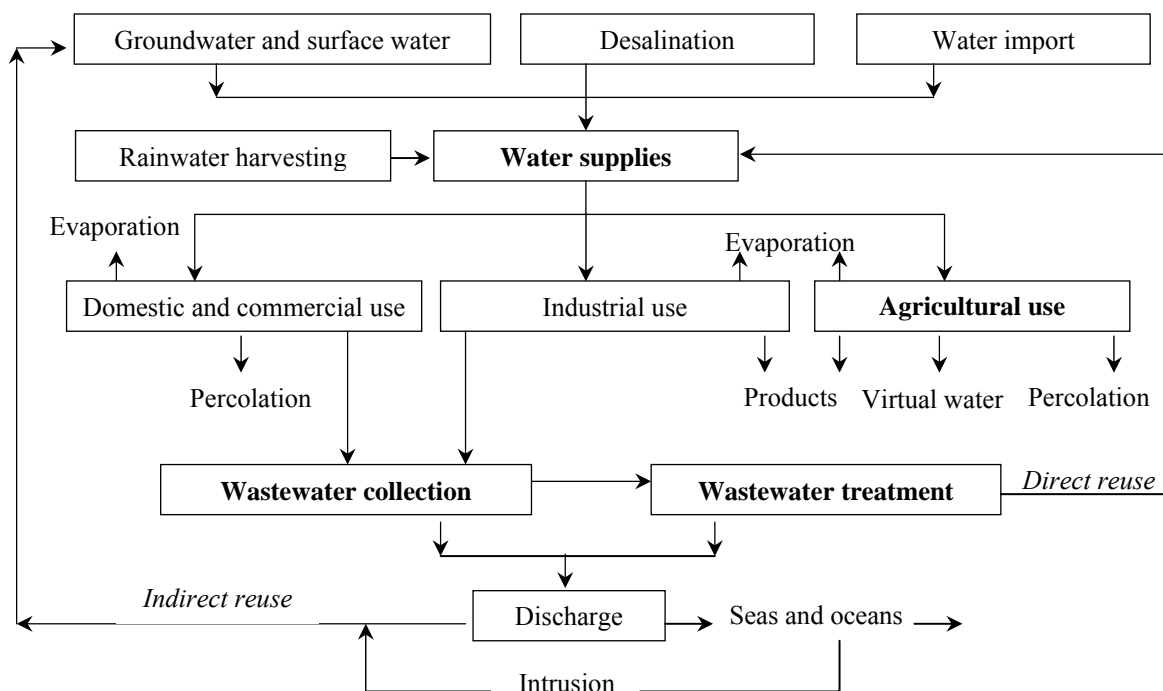 Groundwater and surface water
Desalination
Water import
Rainwater harvesting
Water supplies
Evaporation
Evaporation
Domestic and commercial use
Industrial use
Agricultural use
Percolation
Products
Virtual water
Percolation
Wastewater collection
Wastewater treatment
Direct reuse
Indirect reuse
Discharge
Seas and oceans
Intrusion